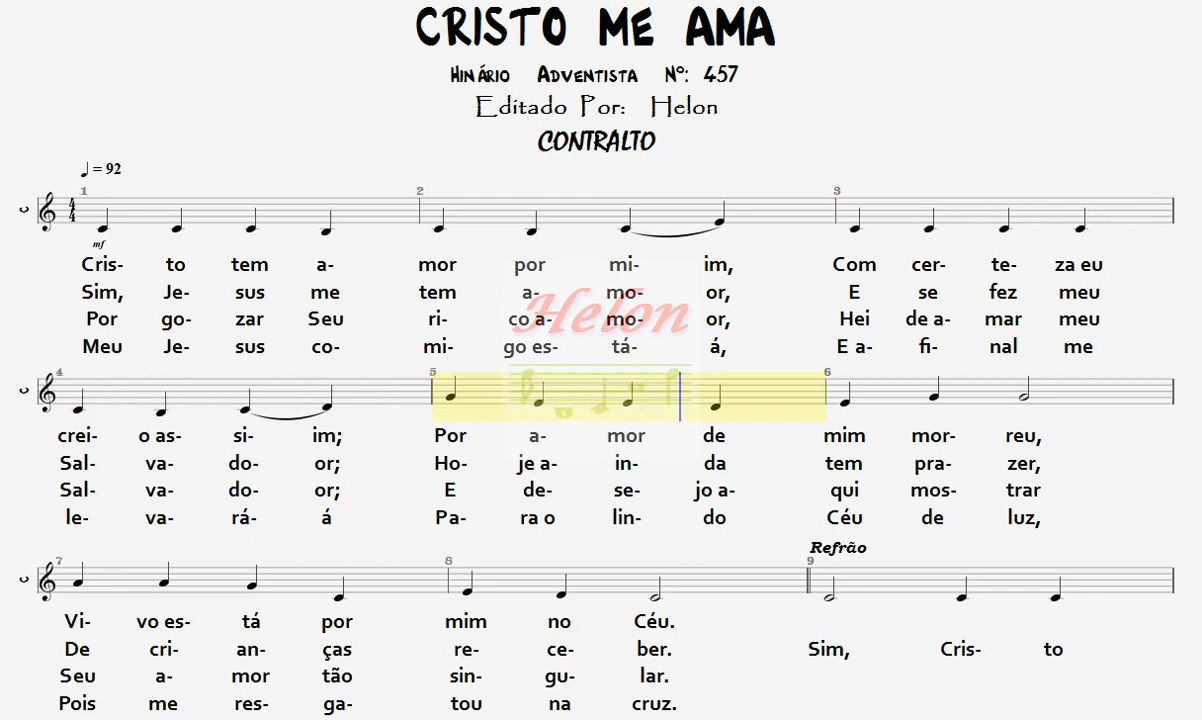 CRISTO ME AMA
Hinário Adventista Nº: 457
Editado Por: Helon
CONTRALTO
♩ = 92
1 2 3
4 4
mf
Cris- to tem a- mor por mi- im, Com cer- te- za eu
Sim, Je- sus me tem a- mo- or, E se fez meu
Por go- zar Seu ri- co a- mo- or, Hei de a- mar meu
Meu Je- sus co- mi- go es- tá- á, E a- fi- nal me
Helon
4 5 6
crei- o as- si- im; Por a- mor de mim mor- reu,
Sal- va- do- or; Ho- je a- in- da tem pra- zer,
Sal- va- do- or; E de- se- jo a- qui mos- trar
le- va- rá- á Pa- ra o lin- do Céu de luz,
Refrão
7 8 9
Vi- vo es- tá por mim no Céu.
De cri- an- ças re- ce- ber. Sim, Cris- to
Seu a- mor tão sin- gu- lar.
Pois me res- ga- tou na cruz.